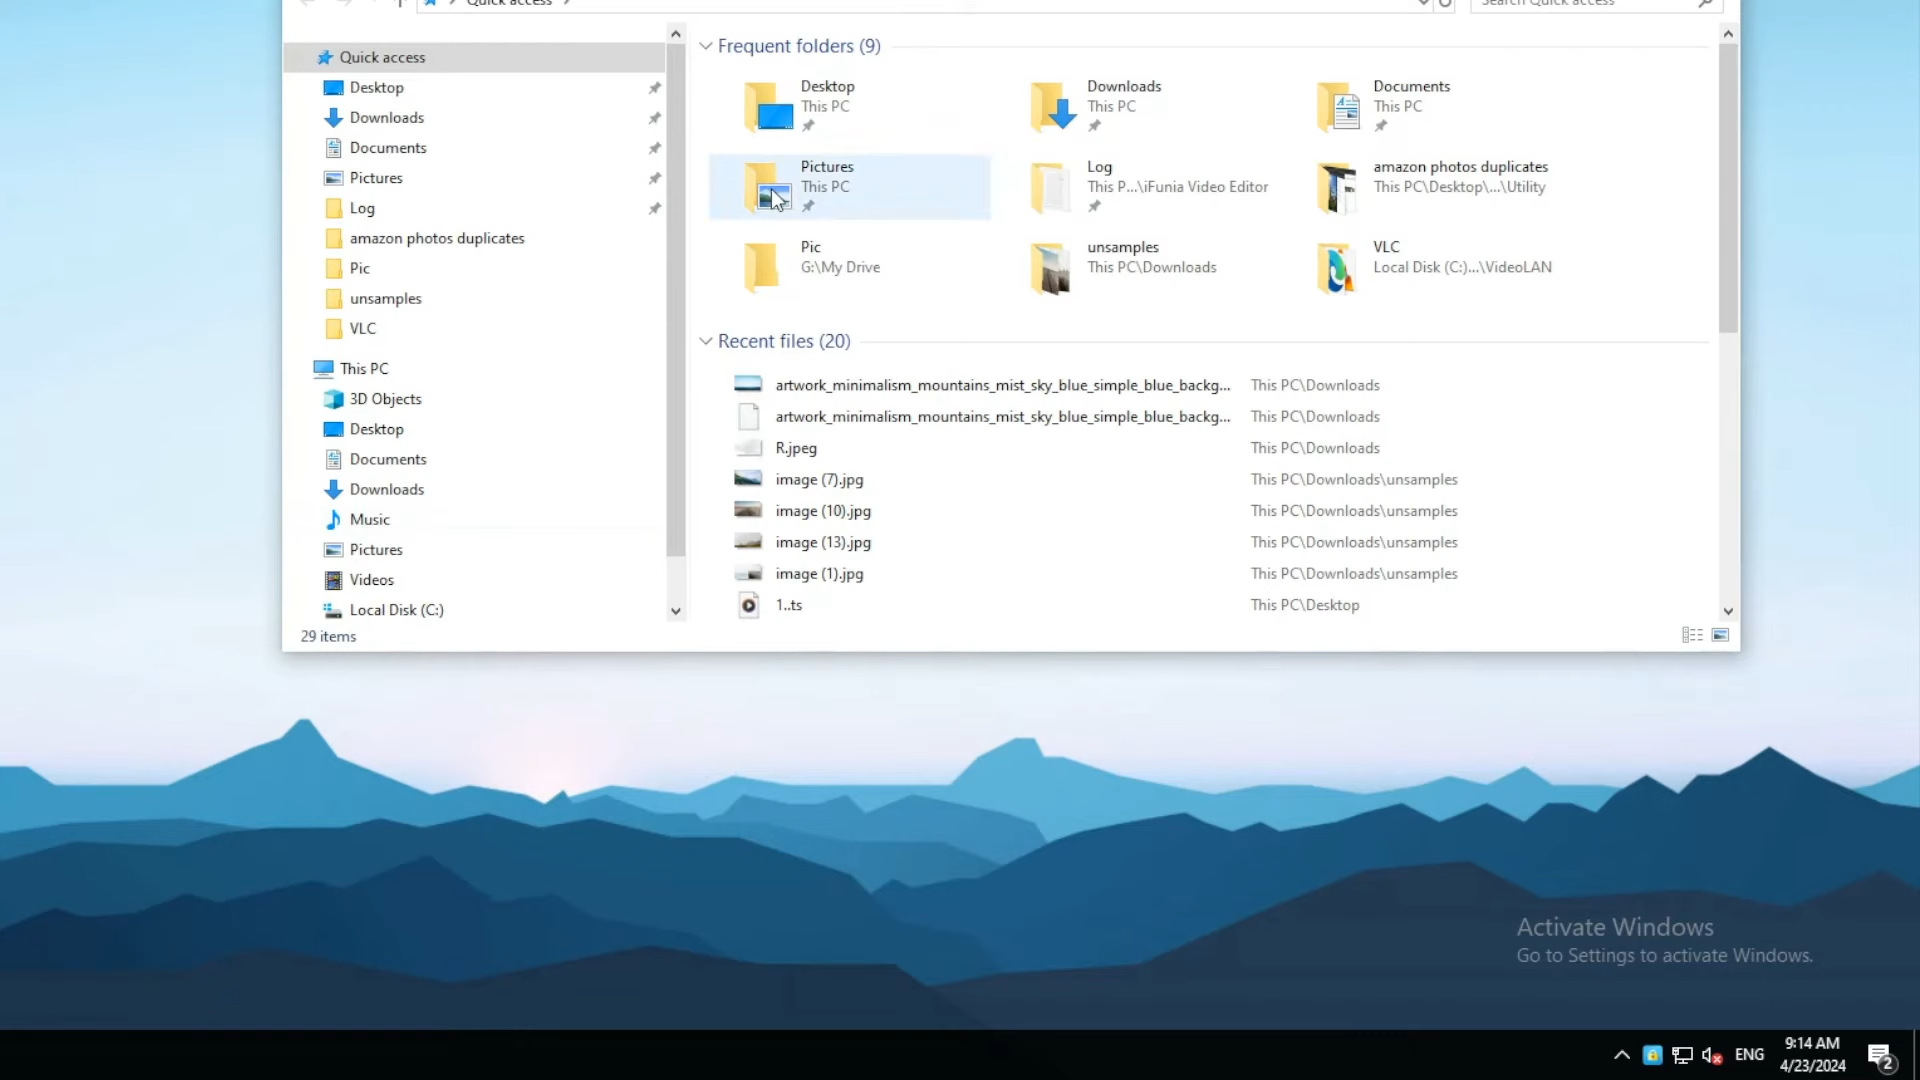 Quick access
Search Quick access
Quick access
Desktop
Downloads
Documents
Pictures
Log
amazon photos duplicates
Pic
unsamples
VLC
This PC
3D Objects
Desktop
Documents
Downloads
Music
Pictures
Videos
Local Disk (C:)
29 items
Frequent folders (9)
Desktop
This PC
Downloads
This PC
Documents
This PC
Pictures
This PC
Log
This P...\iFunia Video Editor
amazon photos duplicates
This PC\Desktop\...\Utility
Pic
G:\My Drive
unsamples
This PC\Downloads
VLC
Local Disk (C:)...\VideoLAN
Recent files (20)
artwork_minimalism_mountains_mist_sky_blue_simple_blue_backg... This PC\Downloads
artwork_minimalism_mountains_mist_sky_blue_simple_blue_backg... This PC\Downloads
R.jpeg This PC\Downloads
image (7).jpg This PC\Downloads\unsamples
image (10).jpg This PC\Downloads\unsamples
image (13).jpg This PC\Downloads\unsamples
image (1).jpg This PC\Downloads\unsamples
1..ts This PC\Desktop
Activate Windows
Go to Settings to activate Windows.
ENG
9:14 AM
4/23/2024
2